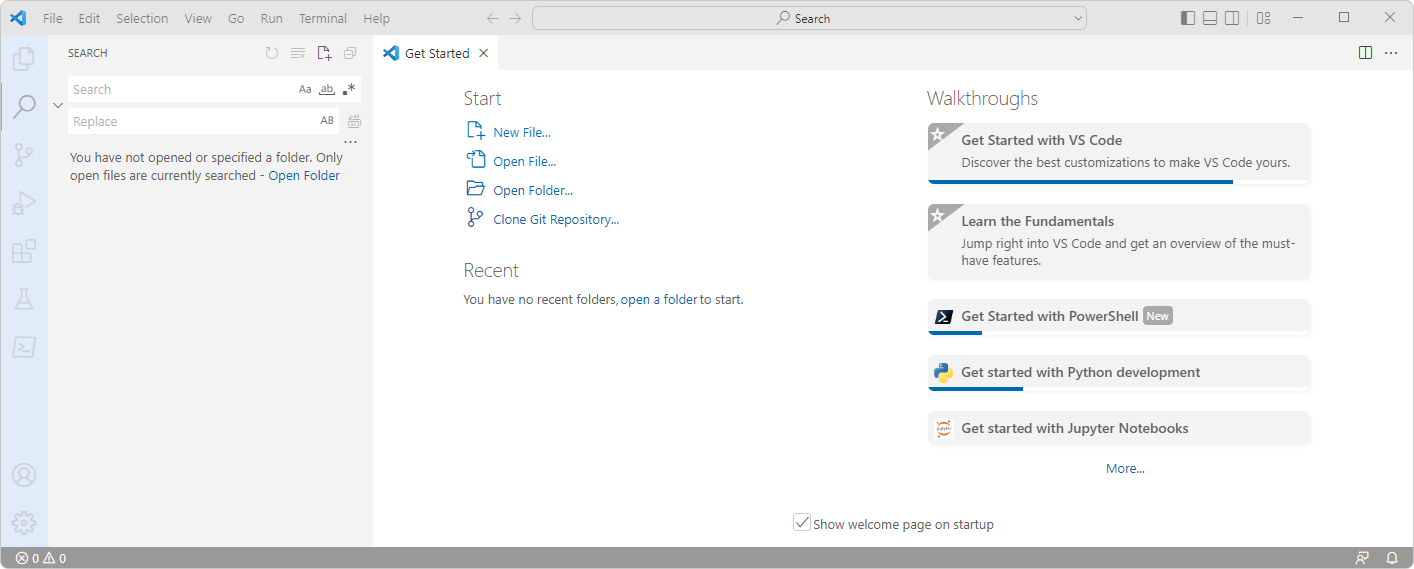 File Edit Selection View Go Run Terminal Help
Search
SEARCH
Search Aa ab *
Replace AB
You have not opened or specified a folder. Only
open files are currently searched - Open Folder
Get Started
Start
New File...
Open File...
Open Folder...
Clone Git Repository...
Recent
You have no recent folders, open a folder to start.
Walkthroughs
Get Started with VS Code
Discover the best customizations to make VS Code yours.
Learn the Fundamentals
Jump right into VS Code and get an overview of the must-
have features.
Get Started with PowerShell New
Get started with Python development
jupyter Get started with Jupyter Notebooks
More...
Show welcome page on startup
0 0